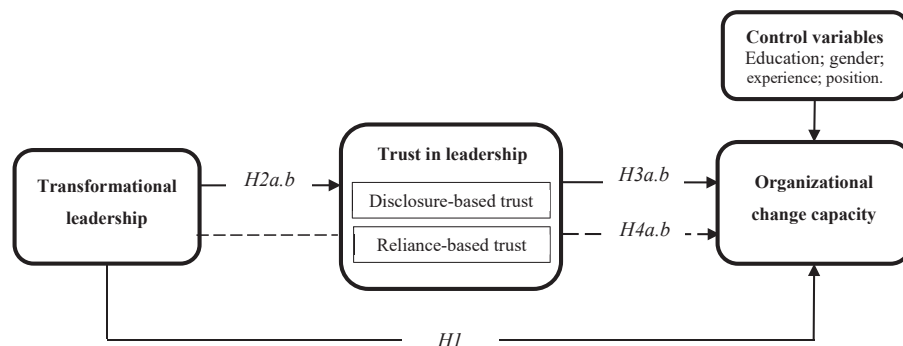 Control variables
Education; gender;
experience; position.
Trust in leadership
Transformational
leadership
H2a.b
Disclosure-based trust
Reliance-based trust
H3a.b
H4a.b
Organizational
change capacity
H1